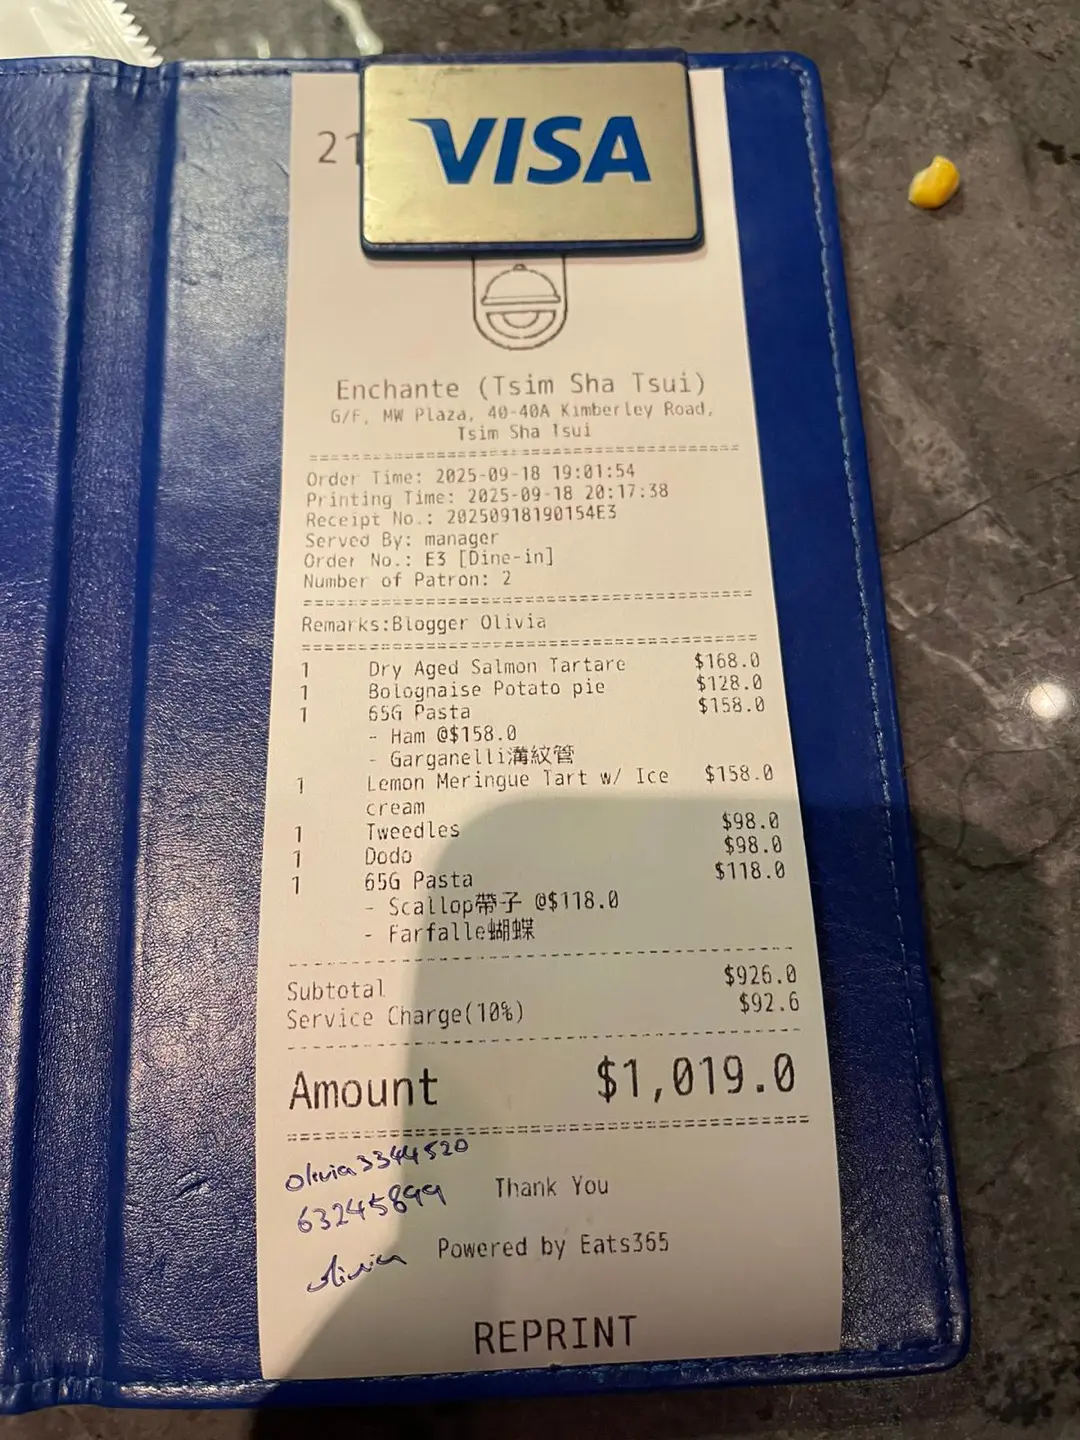 VISA
21
Enchante (Tsim Sha Tsui)
G/F, MW Plaza, 40-40A Kimberley Road,
Tsim Sha Tsui
Order Time: 2025-09-18 19:01:54
Printing Time: 2025-09-18 20:17:38
Receipt No.: 20250918190154E3
Served By: manager
Order No.: E3 [Dine-in]
Number of Patron: 2
Remarks:Blogger Olivia
1 Dry Aged Salmon Tartare $168.0
1 Bolognaise Potato pie $128.0
1 65G Pasta $158.0
- Ham @$158.0
- Garganelli溝紋管
1 Lemon Meringue Tart w/ Ice $158.0
cream
1 Tweedles $98.0
1 Dodo $98.0
1 65G Pasta $118.0
- Scallop帶子 @$118.0
- Farfalle蝴蝶
Subtotal $926.0
Service Charge(10%) $92.6
Amount $1,019.0
Olivia3344520
63245899
Thank You
Olivia
Powered by Eats365
REPRINT